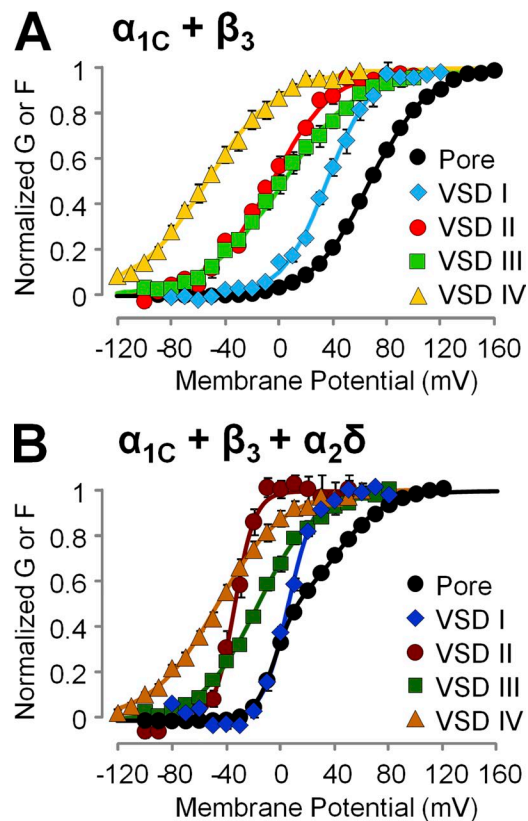 A α1C + β3
Normalized G or F
1
0.8
0.6
0.4
0.2
0
Pore
VSD I
VSD II
VSD III
VSD IV
-120 -80 -40 0 40 80 120 160
Membrane Potential (mV)
B α1C + β3 + α2δ
Normalized G or F
1
0.8
0.6
0.4
0.2
0
Pore
VSD I
VSD II
VSD III
VSD IV
-120 -80 -40 0 40 80 120 160
Membrane Potential (mV)